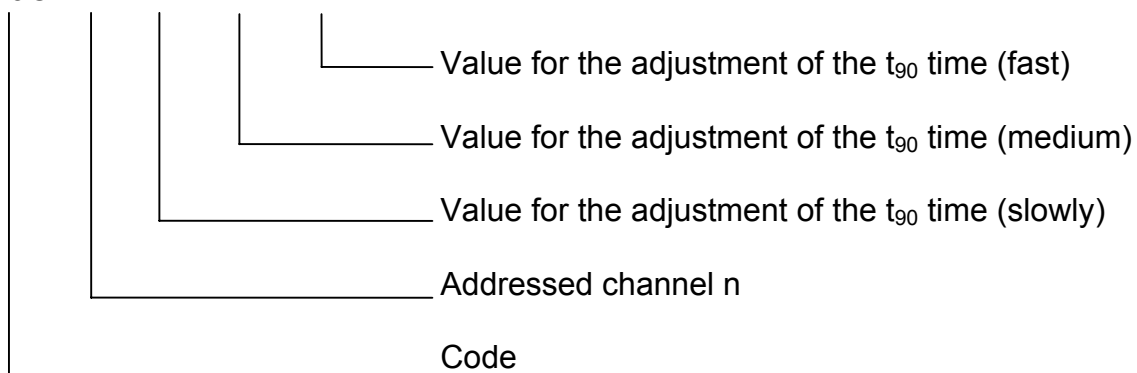 Value for the adjustment of the t₉₀ time (fast)
Value for the adjustment of the t₉₀ time (medium)
Value for the adjustment of the t₉₀ time (slowly)
Addressed channel n
Code